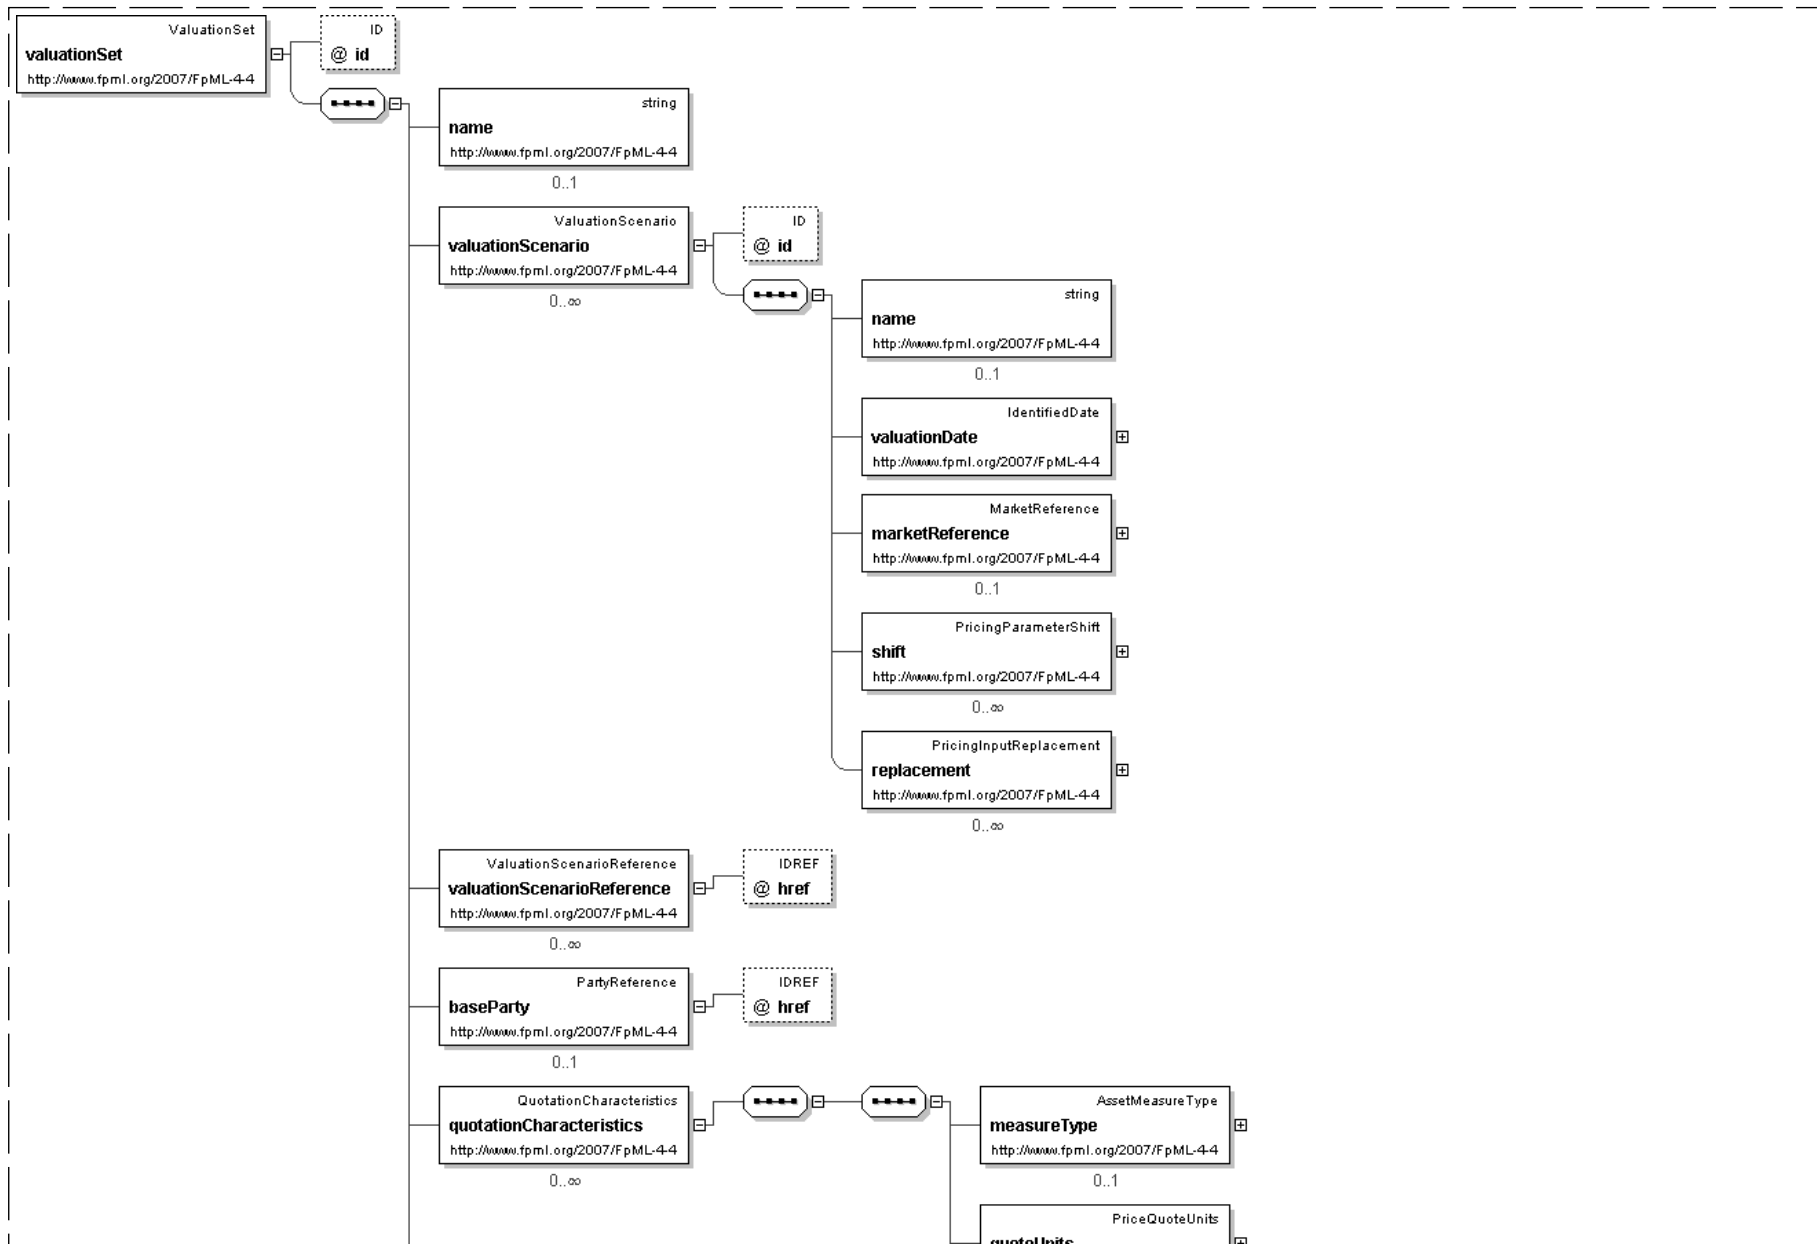 ValuationSet
valuationSet
http://www.fpml.org/2007/FpML-4-4
ID
@ id
string
name
http://www.fpml.org/2007/FpML-4-4
0..1
ValuationScenario
valuationScenario
http://www.fpml.org/2007/FpML-4-4
0..∞
ID
@ id
string
name
http://www.fpml.org/2007/FpML-4-4
0..1
IdentifiedDate
valuationDate
http://www.fpml.org/2007/FpML-4-4
MarketReference
marketReference
http://www.fpml.org/2007/FpML-4-4
0..1
PricingParameterShift
shift
http://www.fpml.org/2007/FpML-4-4
0..∞
PricingInputReplacement
replacement
http://www.fpml.org/2007/FpML-4-4
0..∞
ValuationScenarioReference
valuationScenarioReference
http://www.fpml.org/2007/FpML-4-4
0..∞
IDREF
@ href
PartyReference
baseParty
http://www.fpml.org/2007/FpML-4-4
0..1
IDREF
@ href
QuotationCharacteristics
quotationCharacteristics
http://www.fpml.org/2007/FpML-4-4
0..∞
AssetMeasureType
measureType
http://www.fpml.org/2007/FpML-4-4
0..1
PriceQuoteUnits
quoteUnits